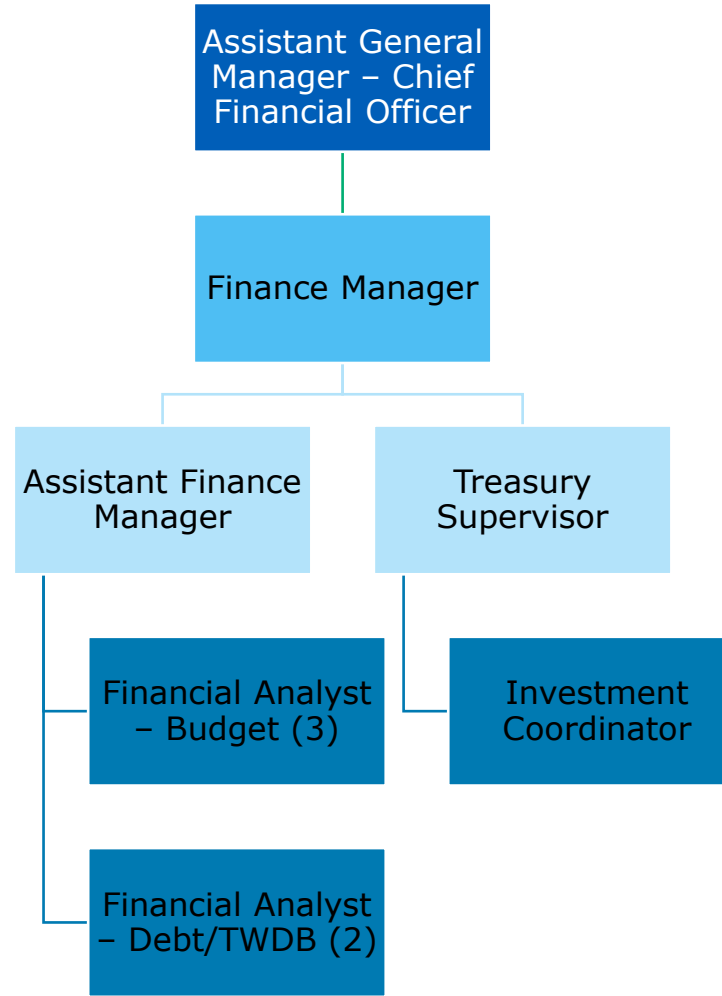 Assistant General
Manager – Chief
Financial Officer
Finance Manager
Assistant Finance
Manager
Treasury
Supervisor
Financial Analyst
– Budget (3)
Investment
Coordinator
Financial Analyst
– Debt/TWDB (2)